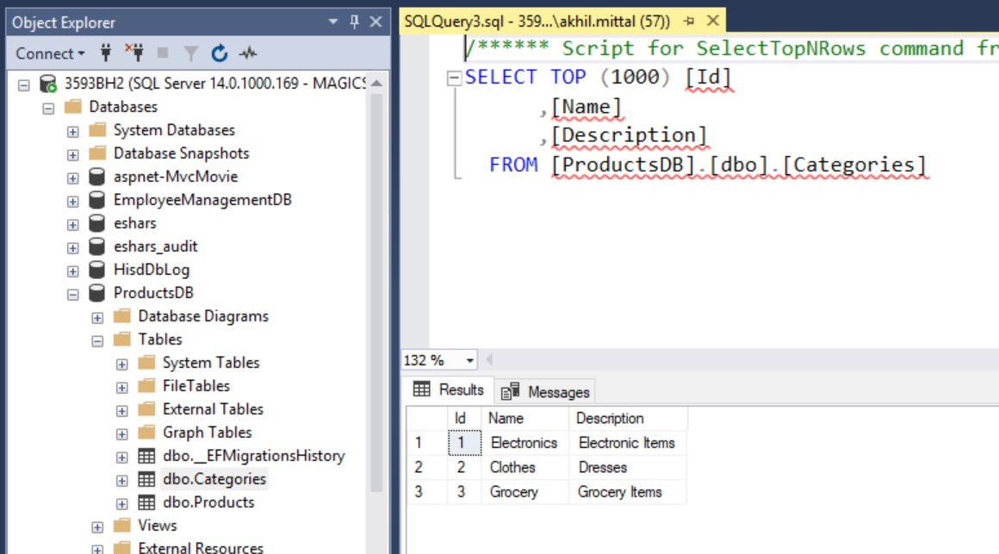 Object Explorer
Connect
3593BH2 (SQL Server 14.0.1000.169 - MAGICS
Databases
System Databases
Database Snapshots
aspnet-MvcMovie
EmployeeManagementDB
eshars
eshars_audit
HisdDbLog
ProductsDB
Database Diagrams
Tables
System Tables
FileTables
External Tables
Graph Tables
dbo.__EFMigrationsHistory
dbo.Categories
dbo.Products
Views
External Resources
SQLQuery3.sql - 359...\akhil.mittal (57))
/****** Script for SelectTopNRows command fr
SELECT TOP (1000) [Id]
,[Name]
,[Description]
FROM [ProductsDB].[dbo].[Categories]
132 %
Results Messages
Id Name Description
1 1 Electronics Electronic Items
2 2 Clothes Dresses
3 3 Grocery Grocery Items